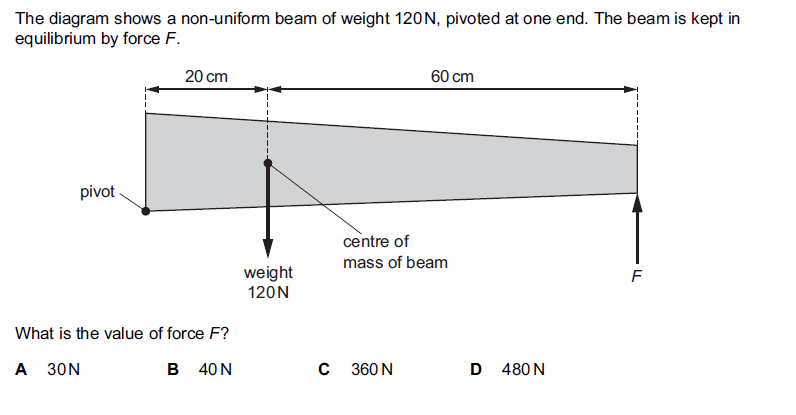 The diagram shows a non-uniform beam of weight 120N, pivoted at one end. The beam is kept in
equilibrium by force F.
20 cm 60 cm
pivot
centre of
mass of beam
weight
120N
F
What is the value of force F?
A 30N B 40N C 360N D 480N